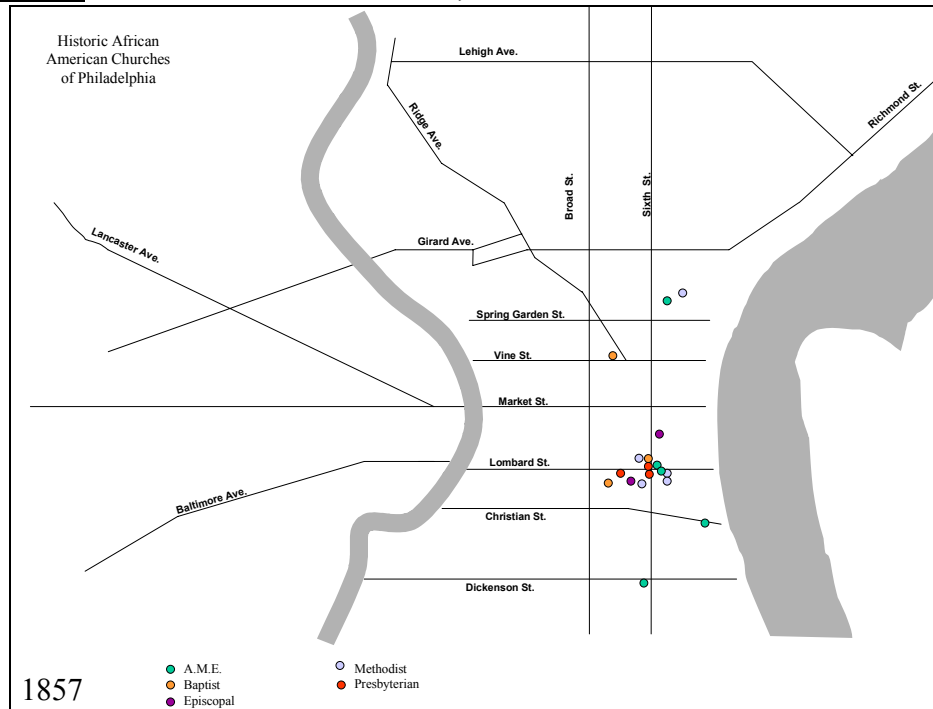 Historic African
American Churches
of Philadelphia
Lehigh Ave.
Richmond St.
Ridge Ave.
Broad St.
Sixth St.
Lancaster Ave.
Girard Ave.
Spring Garden St.
Vine St.
Market St.
Lombard St.
Baltimore Ave.
Christian St.
Dickenson St.
1857
A.M.E.
Baptist
Episcopal
Methodist
Presbyterian